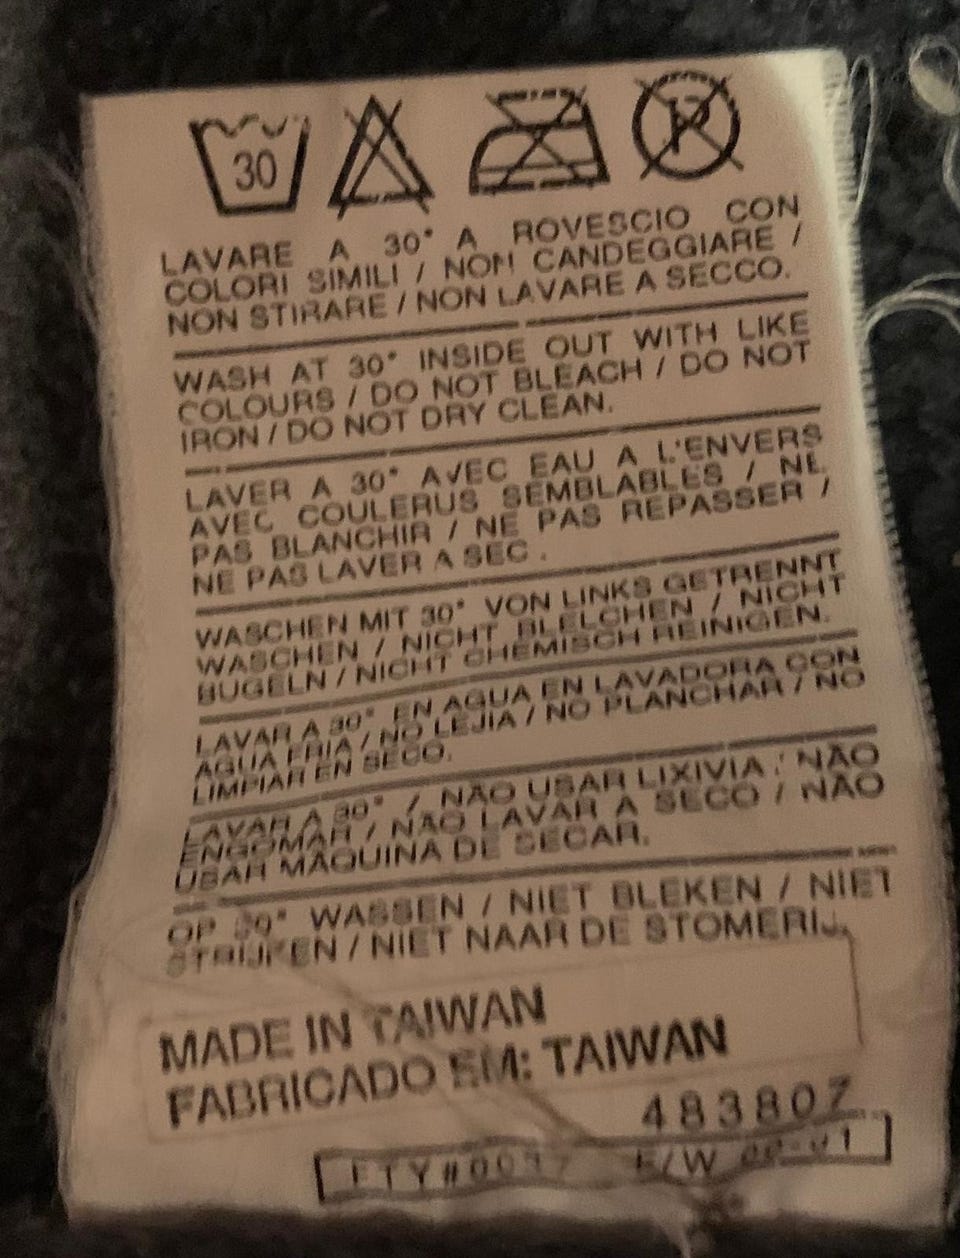 30
P
LAVARE A 30° A ROVESCIO CON
COLORI SIMILI / NON CANDEGGIARE /
NON STIRARE / NON LAVARE A SECCO.
WASH AT 30° INSIDE OUT WITH LIKE
COLOURS / DO NOT BLEACH / DO NOT
IRON / DO NOT DRY CLEAN.
LAVER A 30° AVEC EAU A L'ENVERS
AVEC COULERUS SEMBLABLES / NE
PAS BLANCHIR / NE PAS REPASSER /
NE PAS LAVER A SEC .
WASCHEN MIT 30° VON LINKS GETRENNT
WASCHEN / NICHT BLELCHEN / NICHT
BUGELN / NICHT CHEMISCH REINIGEN.
LAVAR A 30° EN AGUA EN LAVADORA CON
AGUA FRIA / NO LEJIA / NO PLANCHAR / NO
LIMPIAR EN SECO.
LAVAR A 30° / NÃO USAR LIXIVIA / NÃO
ENGOMAR / NÃO LAVAR A SECO / NÃO
USAR MÁQUINA DE SECAR.
OP 30° WASSEN / NIET BLEKEN / NIET
STRIJKEN / NIET NAAR DE STOMERIJ.
MADE IN TAIWAN
FABRICADO EM: TAIWAN
483807
F/W 00-01